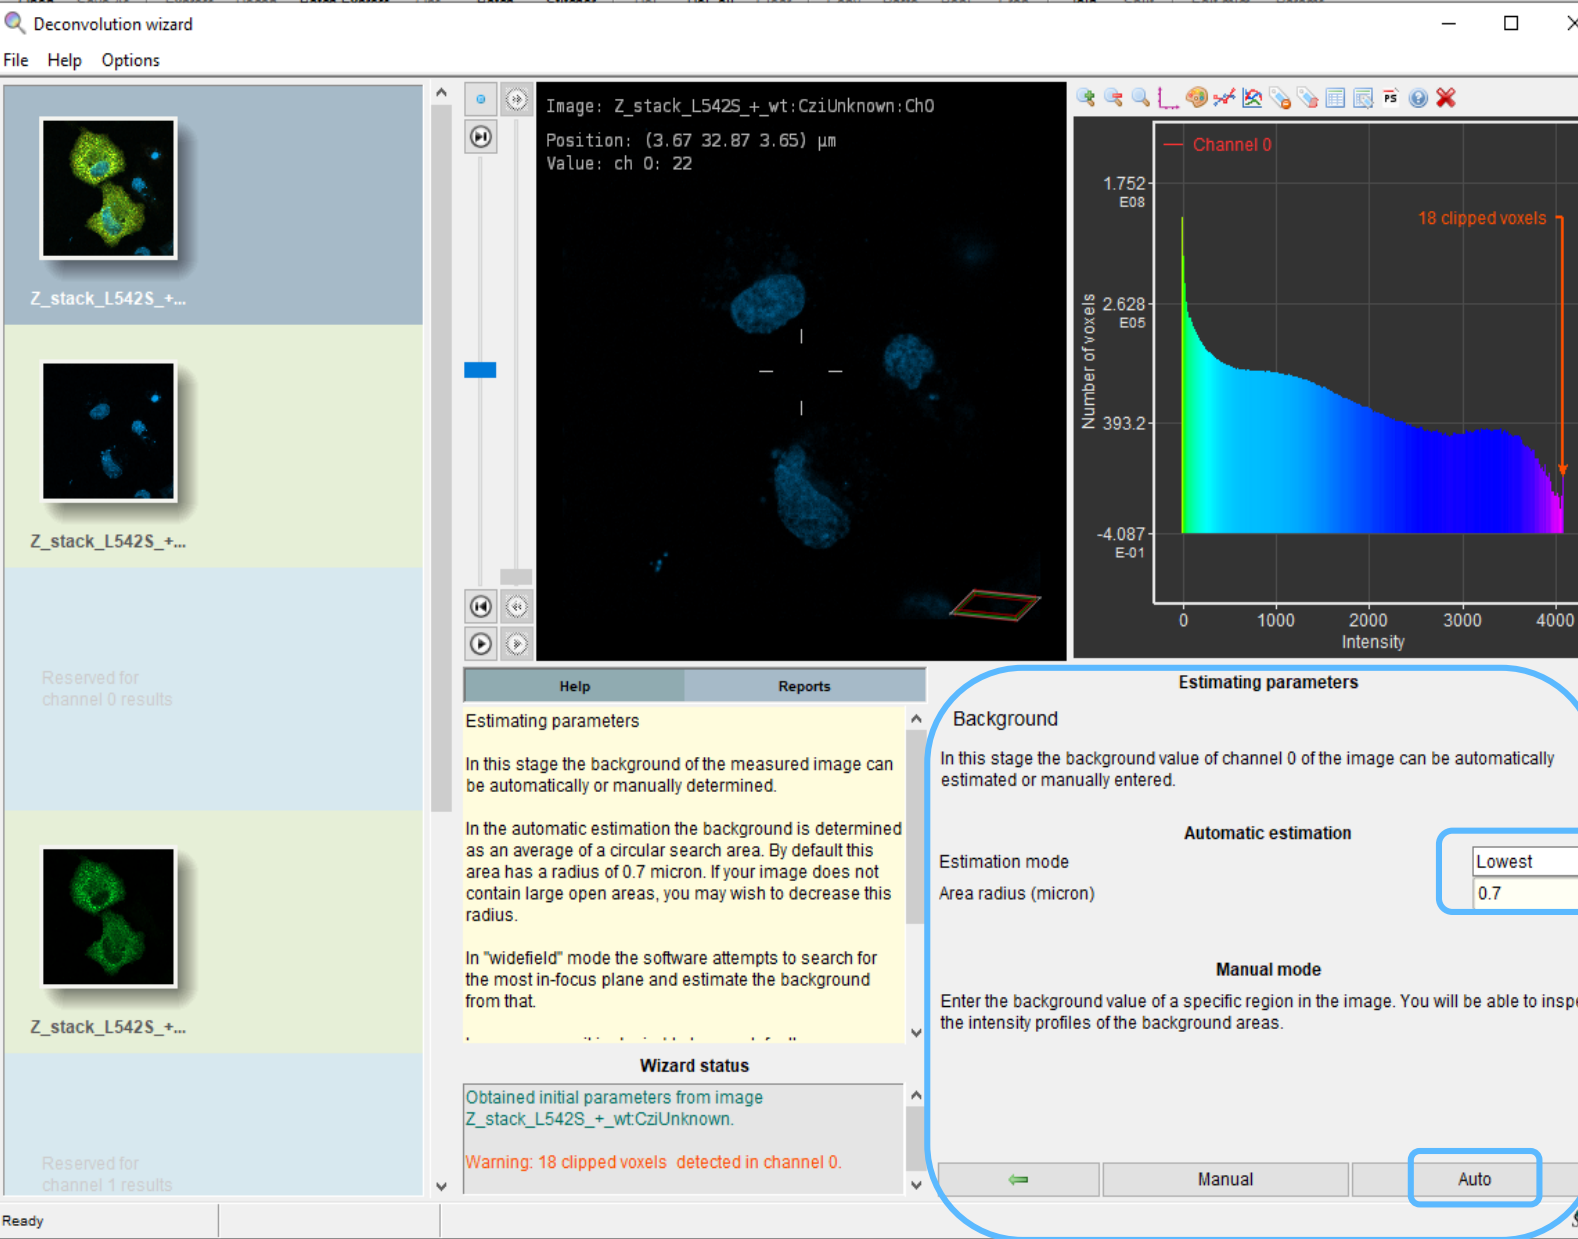 Deconvolution wizard
File Help Options
Z_stack_L542S_+...
Z_stack_L542S_+...
Reserved for
channel 0 results
Z_stack_L542S_+...
Reserved for
channel 1 results
Image: Z_stack_L542S_+_wt:CziUnknown:Ch0
Position: (3.67 32.87 3.65) µm
Value: ch 0: 22
PS
Channel 0
18 clipped voxels
Number of voxels
1.752
E08
2.628
E05
393.2
-4.087
E-01
0 1000 2000 3000 4000
Intensity
Help Reports
Estimating parameters
In this stage the background of the measured image can
be automatically or manually determined.
In the automatic estimation the background is determined
as an average of a circular search area. By default this
area has a radius of 0.7 micron. If your image does not
contain large open areas, you may wish to decrease this
radius.
In "widefield" mode the software attempts to search for
the most in-focus plane and estimate the background
from that.
Wizard status
Obtained initial parameters from image
Z_stack_L542S_+_wt:CziUnknown.
Warning: 18 clipped voxels detected in channel 0.
Estimating parameters
Background
In this stage the background value of channel 0 of the image can be automatically
estimated or manually entered.
Automatic estimation
Estimation mode Lowest
Area radius (micron) 0.7
Manual mode
Enter the background value of a specific region in the image. You will be able to inspe
the intensity profiles of the background areas.
Manual Auto
Ready